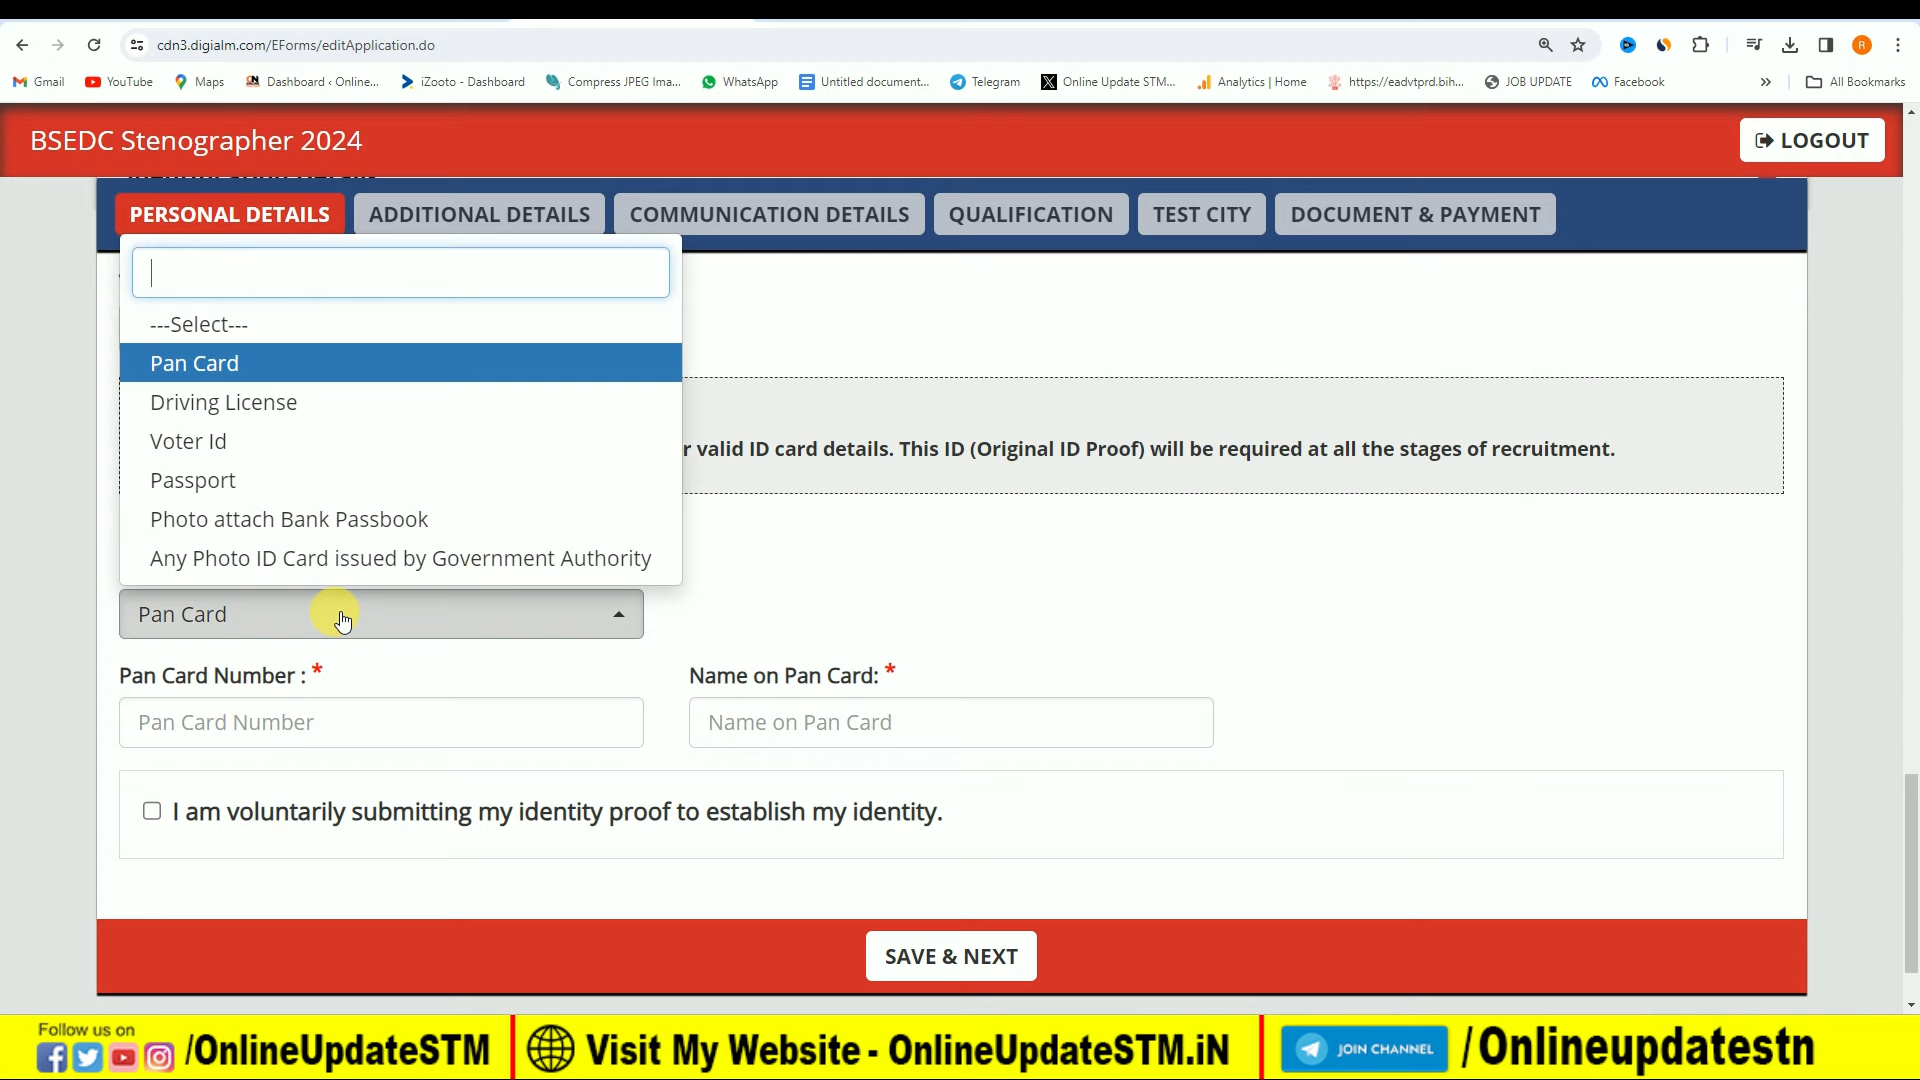 cdn3.digialm.com/EForms/editApplication.do
R
Gmail
YouTube
Maps
Dashboard ‹ Online...
iZooto - Dashboard
Compress JPEG Ima...
WhatsApp
Untitled document...
Telegram
Online Update STM...
Analytics | Home
https://eadvtprd.bih...
JOB UPDATE
Facebook
»
All Bookmarks
BSEDC Stenographer 2024
LOGOUT
PERSONAL DETAILS
ADDITIONAL DETAILS
COMMUNICATION DETAILS
QUALIFICATION
TEST CITY
DOCUMENT & PAYMENT
---Select---
Pan Card
Driving License
Voter Id
Passport
Photo attach Bank Passbook
Any Photo ID Card issued by Government Authority
r valid ID card details. This ID (Original ID Proof) will be required at all the stages of recruitment.
Pan Card
Pan Card Number : *
Name on Pan Card: *
Pan Card Number
Name on Pan Card
I am voluntarily submitting my identity proof to establish my identity.
SAVE & NEXT
Follow us on
/OnlineUpdateSTM
Visit My Website - OnlineUpdateSTM.iN
JOIN CHANNEL
/Onlineupdatestn